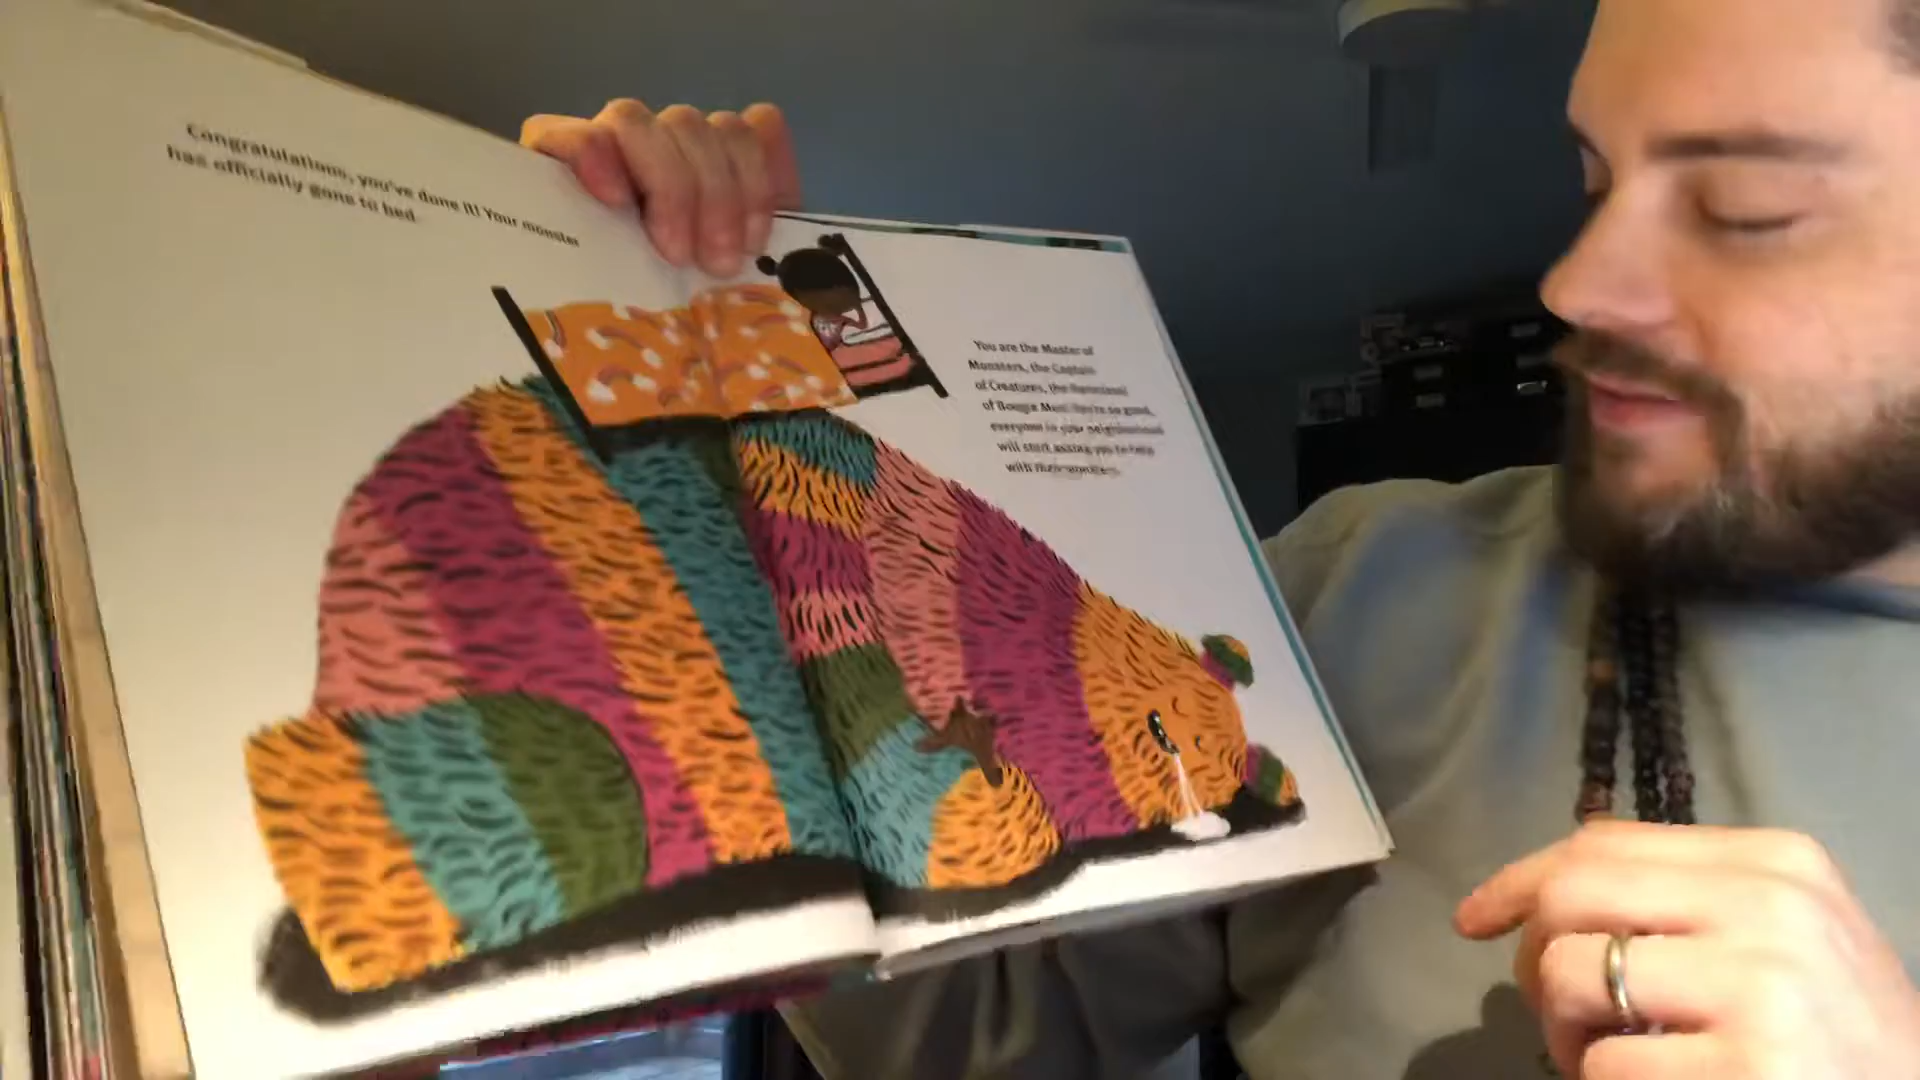 Congratulations, you've done it! Your monster
has officially gone to bed.
You are the Master of
Monsters, the Captain
of Creatures, the
of Boogie Men! You're so good,
everyone in your neighborhood
will start asking you to help
with their monsters.